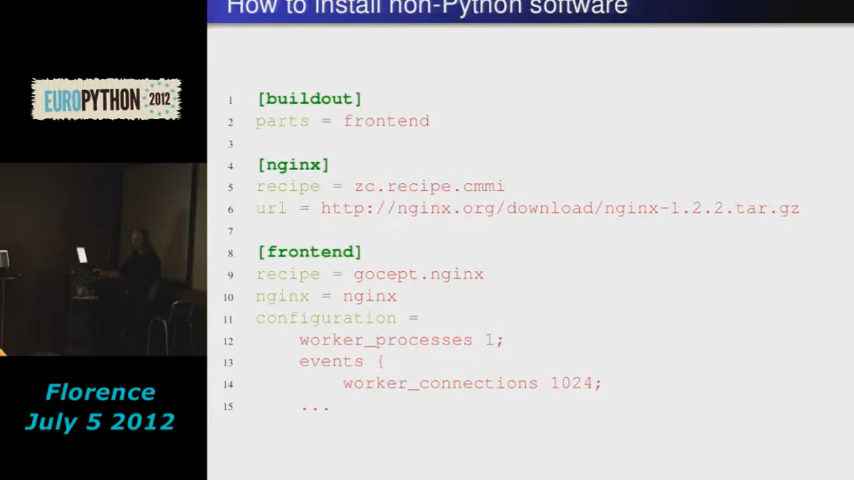 How to install non-Python software
EUROPYTHON 2012
1 [buildout]
2 parts = frontend
3
4 [nginx]
5 recipe = zc.recipe.cmmi
6 url = http://nginx.org/download/nginx-1.2.2.tar.gz
7
8 [frontend]
9 recipe = gocept.nginx
10 nginx = nginx
11 configuration =
12 worker_processes 1;
13 events {
14 worker_connections 1024;
15 ...
Florence
July 5 2012